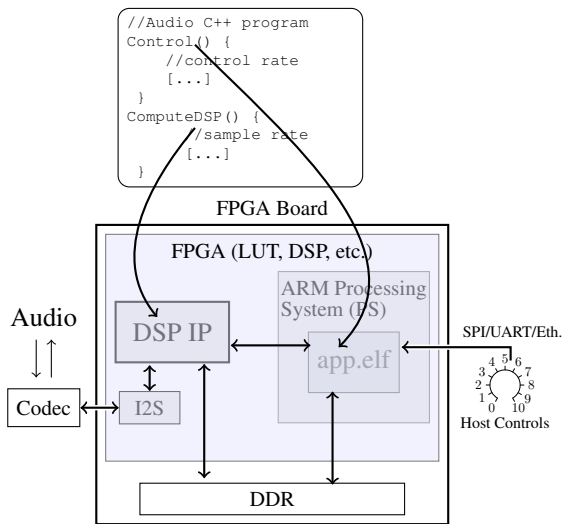 //Audio C++ program
Control() {
//control rate
[...]
}
ComputeDSP() {
//sample rate
[...]
}
FPGA Board
FPGA (LUT, DSP, etc.)
ARM Processing
System (PS)
DSP IP
app.elf
I2S
DDR
Audio
Codec
SPI/UART/Eth.
0
1
2
3
4
5
6
7
8
9
10
Host Controls